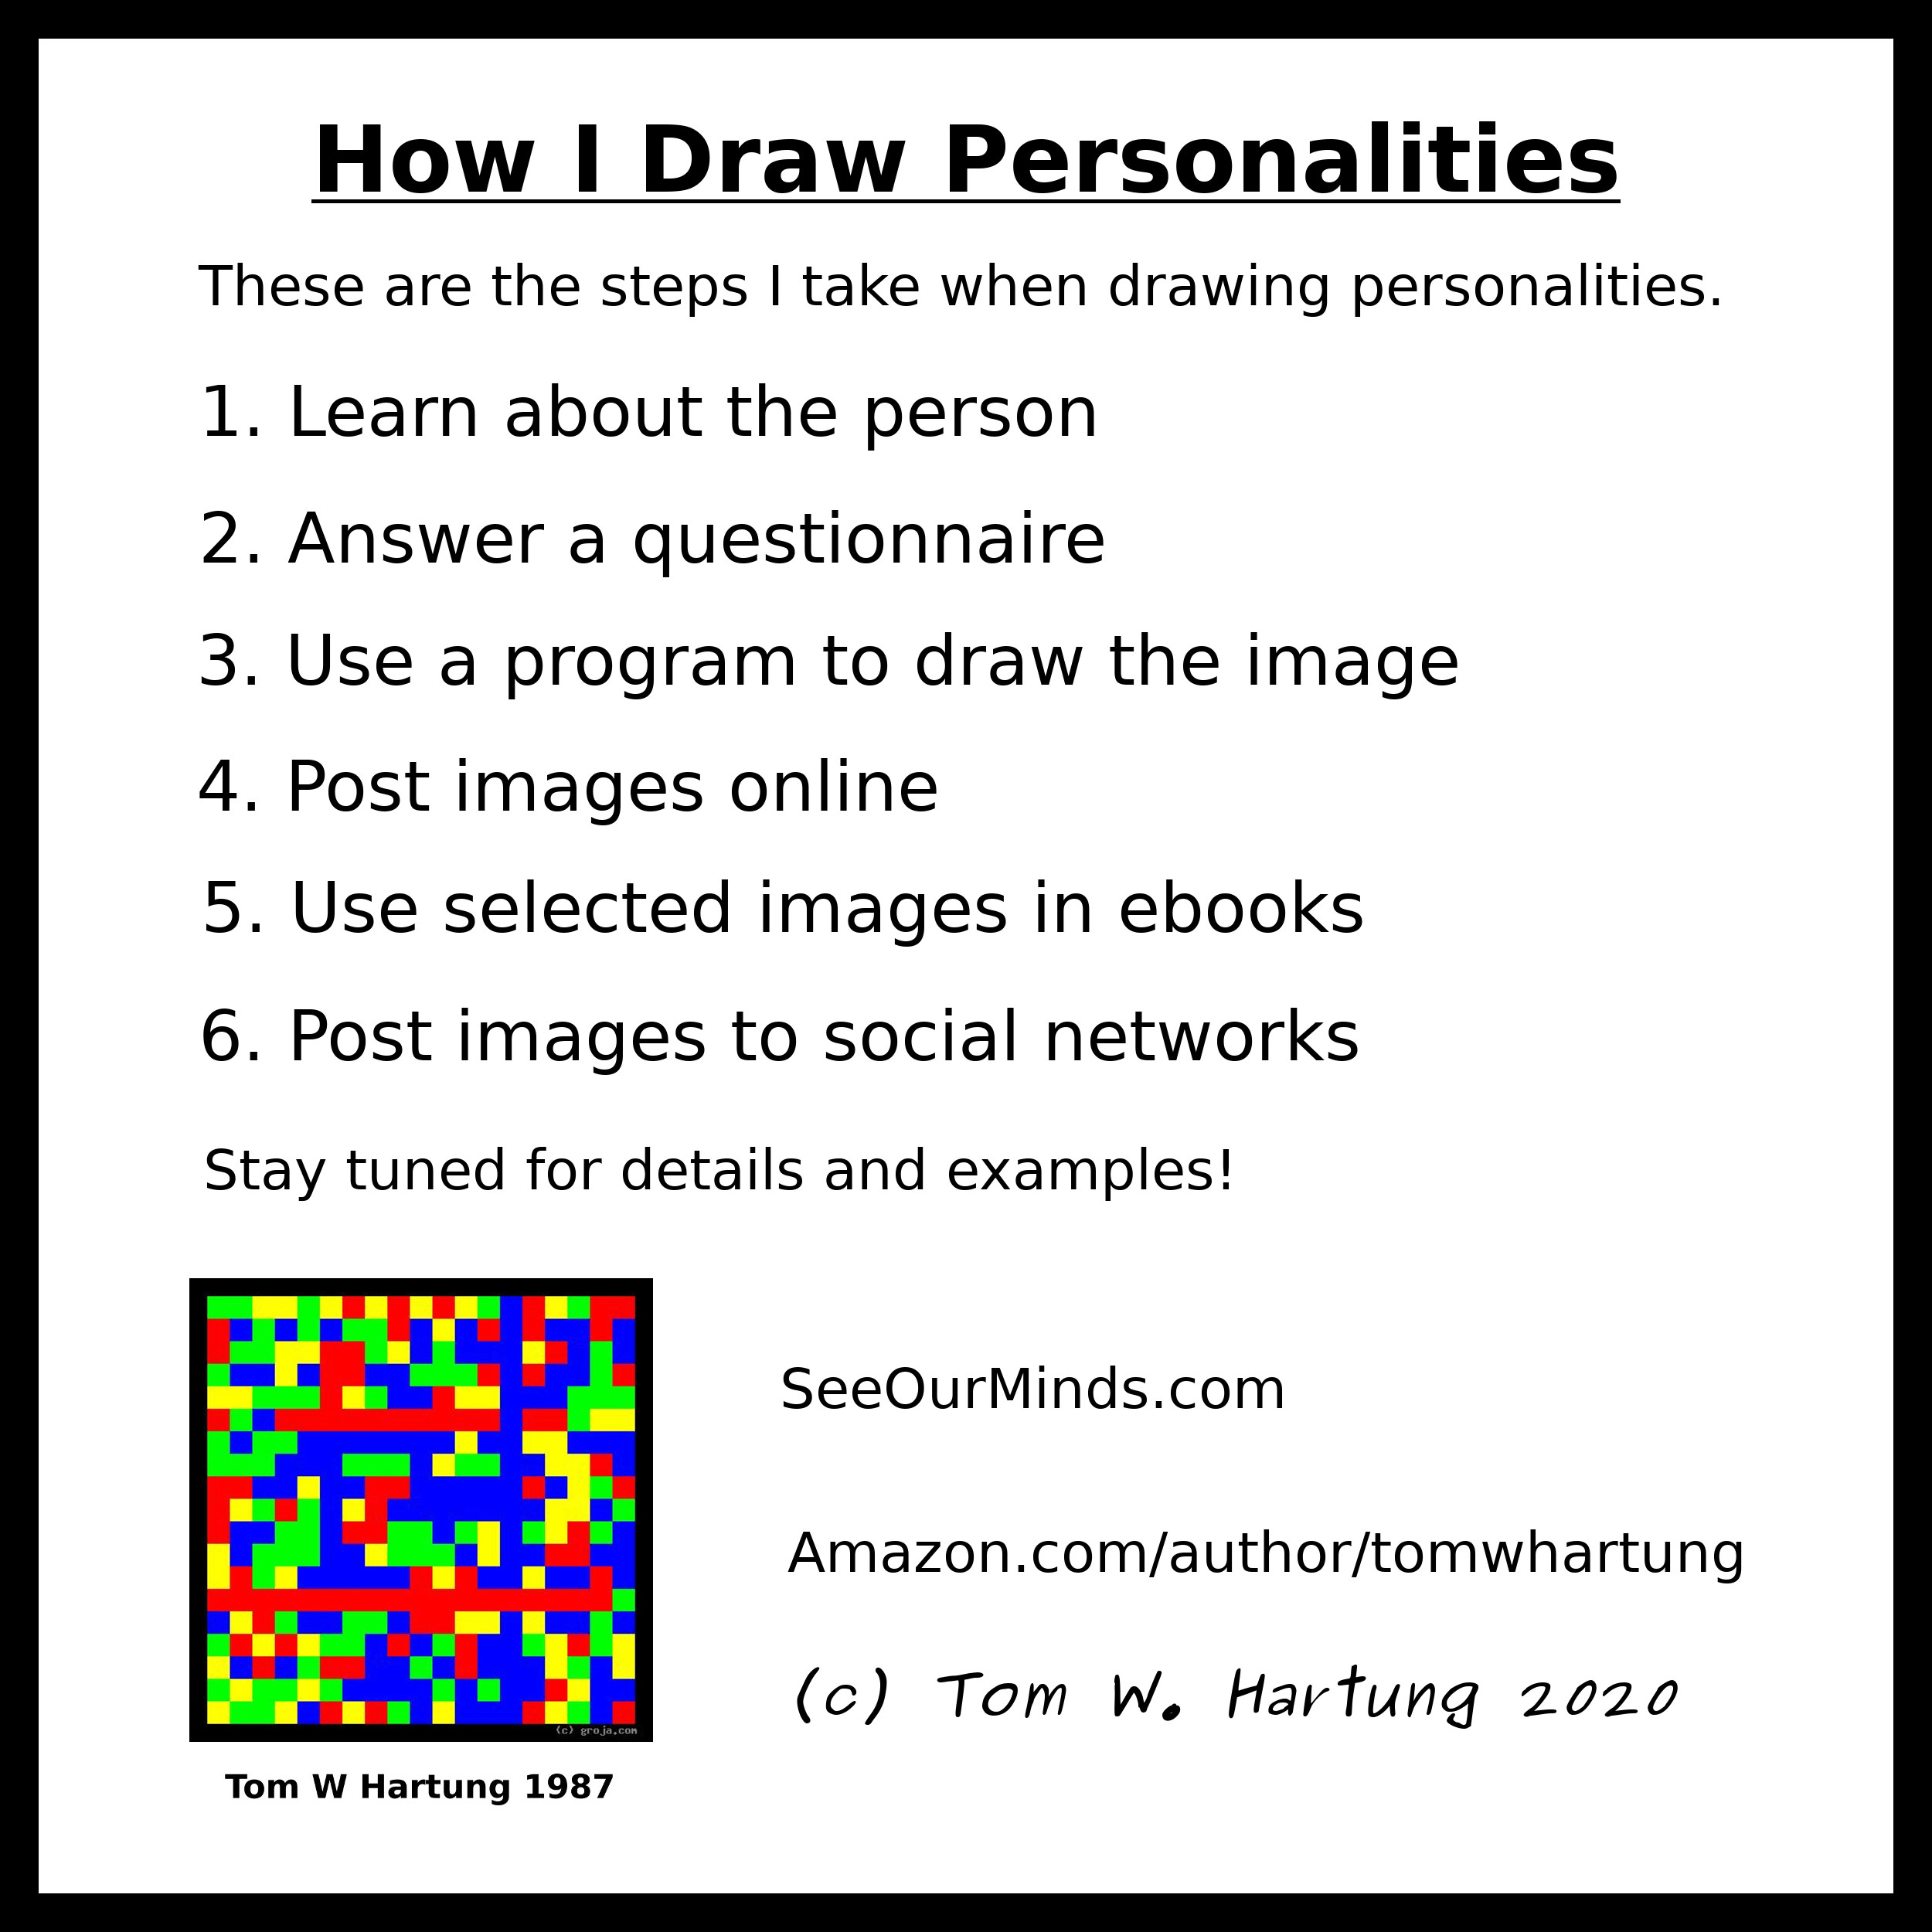 How I Draw Personalities
These are the steps I take when drawing personalities.
1. Learn about the person
2. Answer a questionnaire
3. Use a program to draw the image
4. Post images online
5. Use selected images in ebooks
6. Post images to social networks
Stay tuned for details and examples!
(c) groja.com
Tom W Hartung 1987
SeeOurMinds.com
Amazon.com/author/tomwhartung
(c) Tom W. Hartung 2020